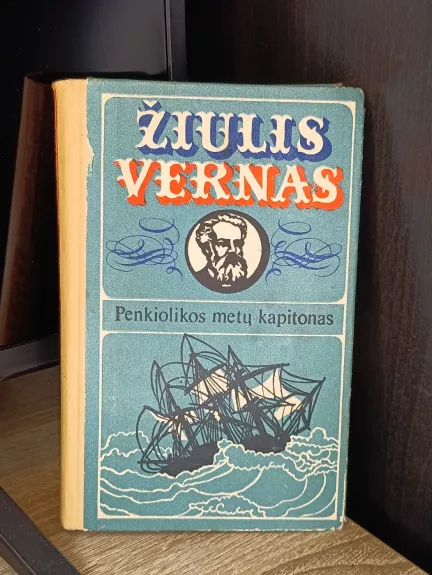 ŽIULIS
VERNAS
Penkiolikos metų kapitonas